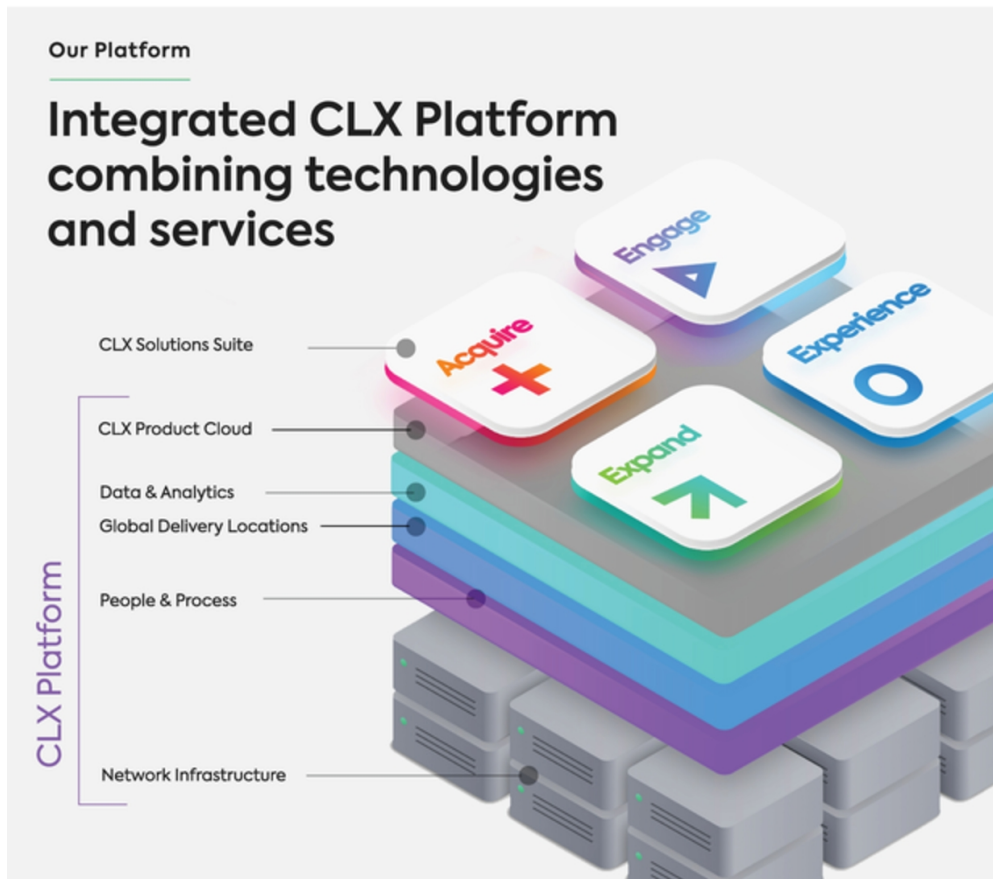 Our Platform
Integrated CLX Platform
combining technologies
and services
Engage
Acquire
Experience
Expand
CLX Solutions Suite
CLX Product Cloud
Data & Analytics
Global Delivery Locations
People & Process
Network Infrastructure
CLX Platform